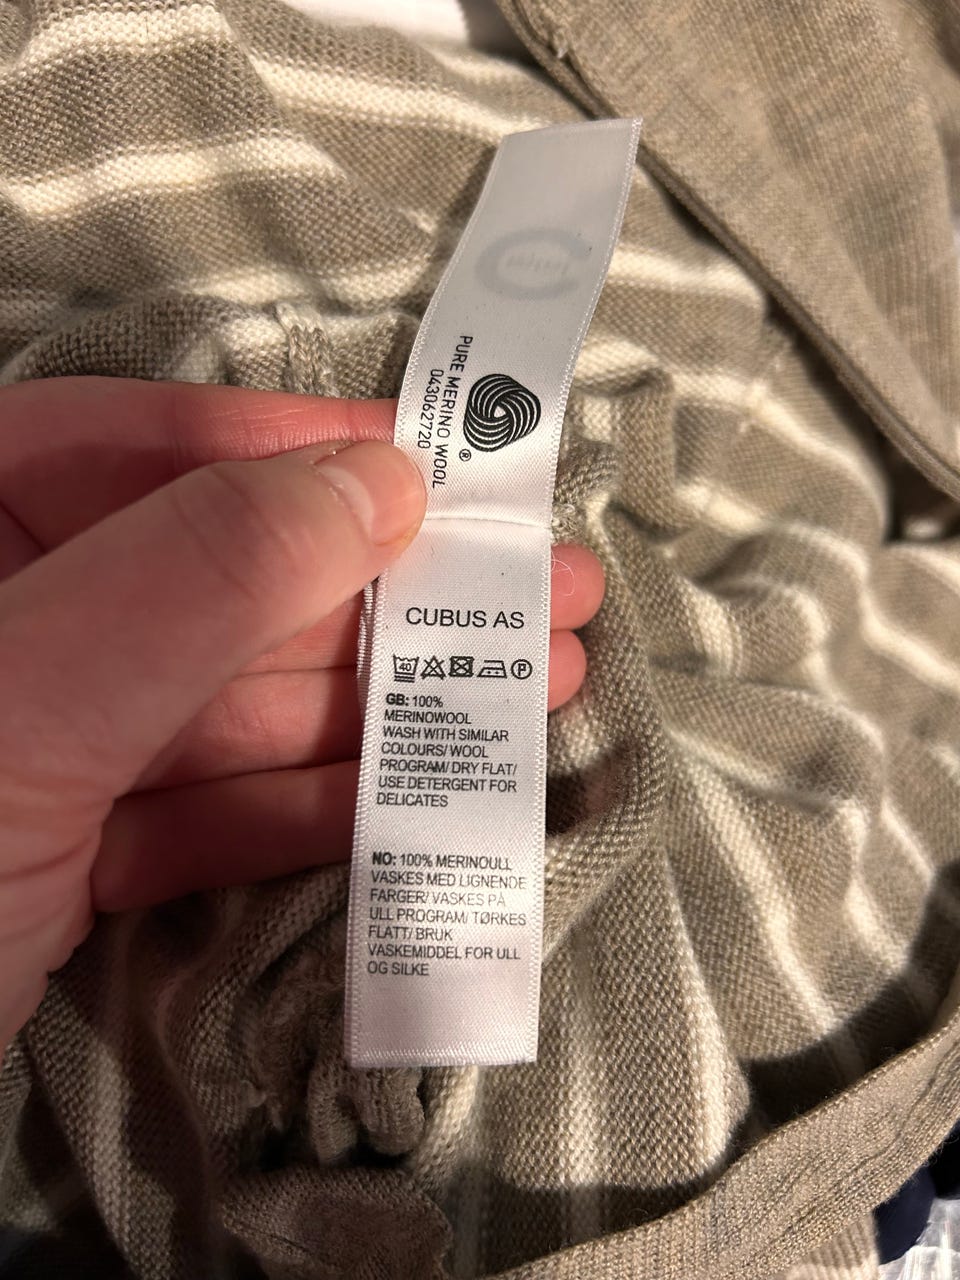 PURE MERINO WOOL
043062720
®
CUBUS AS
40
P
GB: 100%
MERINOWOOL
WASH WITH SIMILAR
COLOURS/ WOOL
PROGRAM/ DRY FLAT/
USE DETERGENT FOR
DELICATES
NO: 100% MERINOULL
VASKES MED LIGNENDE
FARGER/ VASKES PÅ
ULL PROGRAM/ TØRKES
FLATT/ BRUK
VASKEMIDDEL FOR ULL
OG SILKE